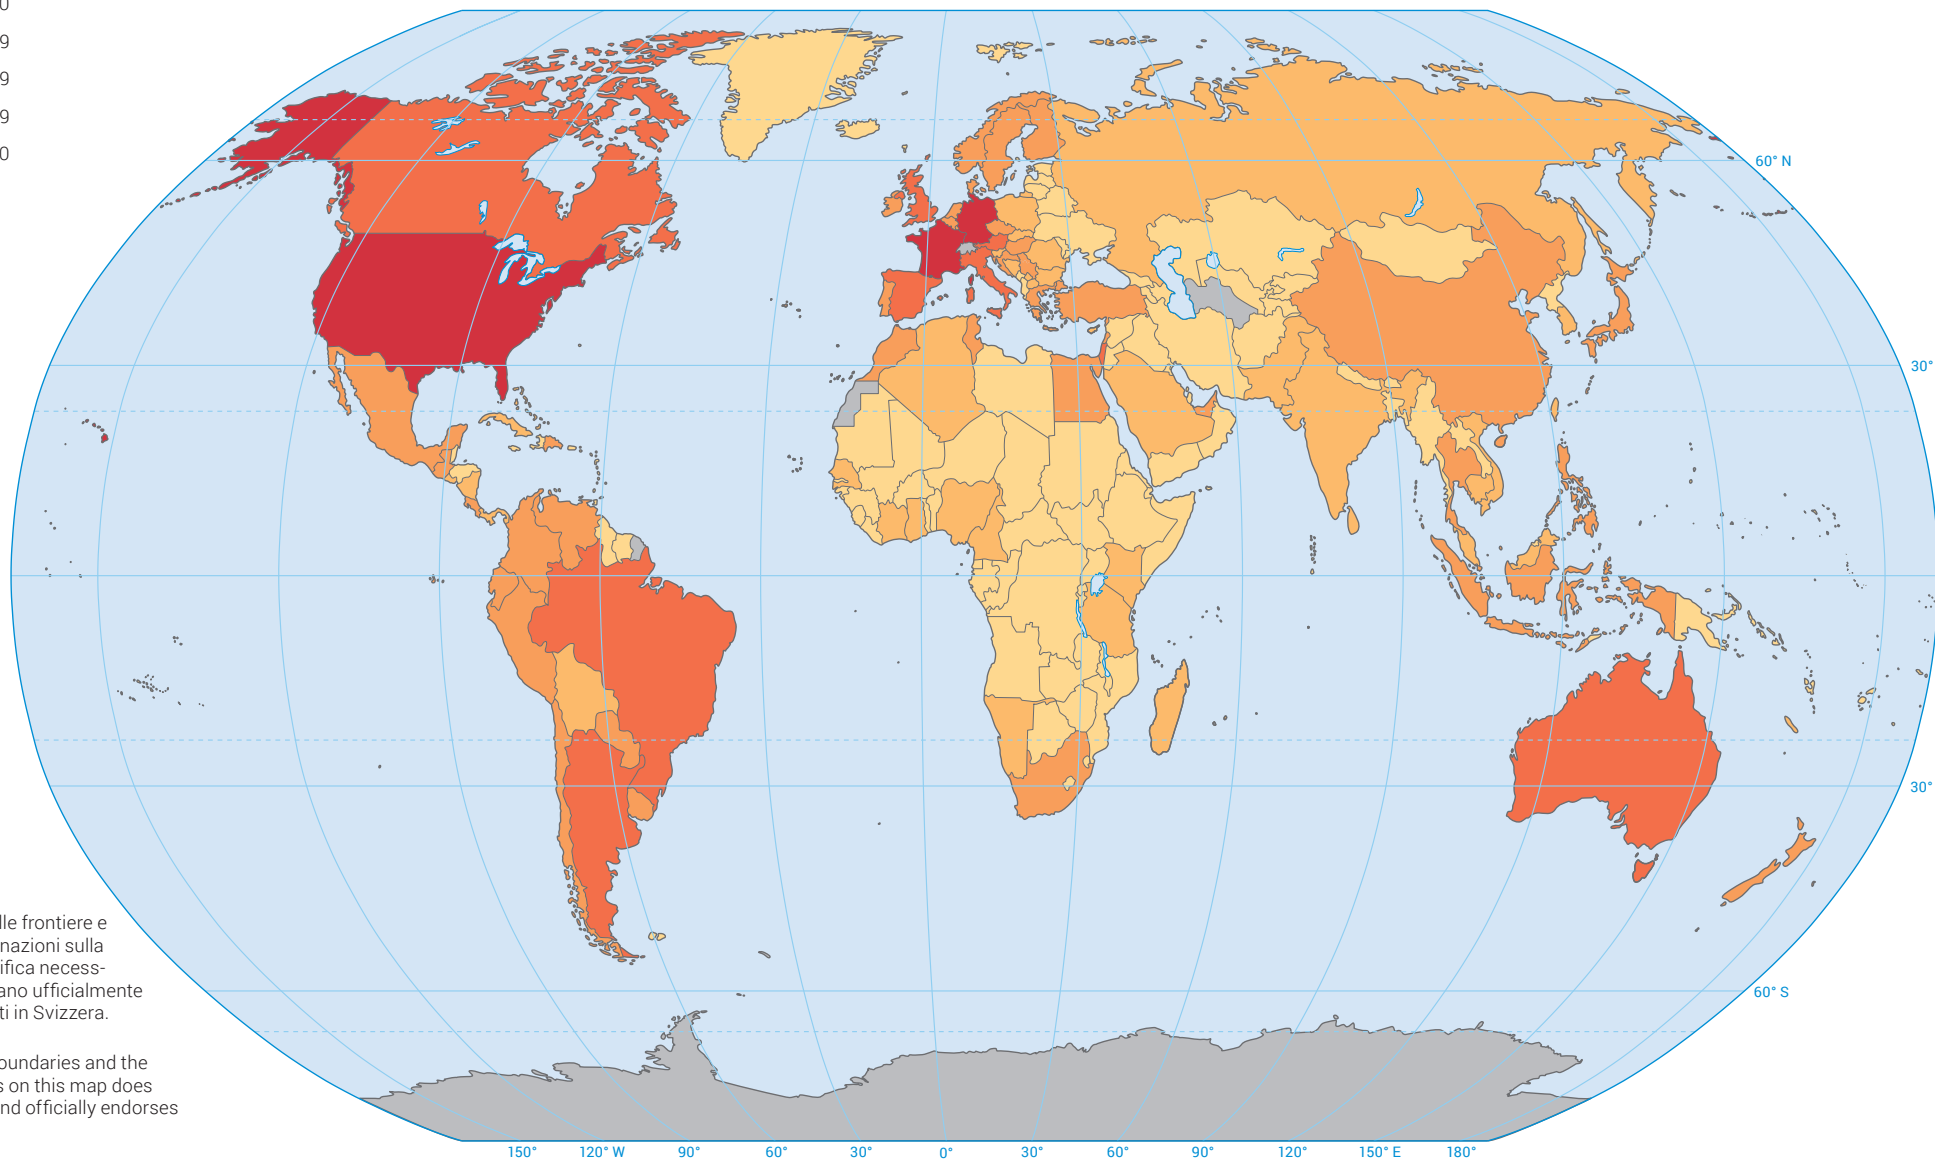 0
9
9
9
0
60° N
30°
30°
60° S
lle frontiere e
nazioni sulla
ifica necess-
ano ufficialmente
ti in Svizzera.
oundaries and the
s on this map does
nd officially endorses
150° 120° W 90° 60° 30° 0° 30° 60° 90° 120° 150° E 180°